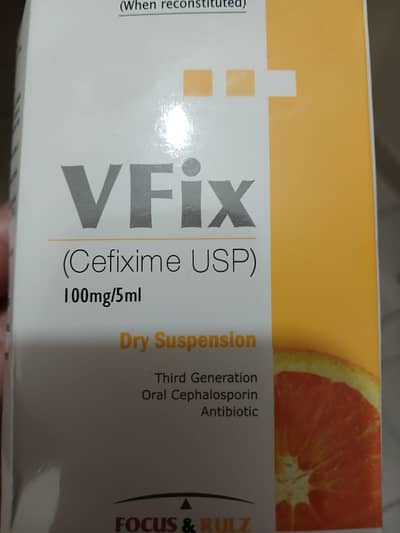 (When reconstituted)
VFix
(Cefixime USP)
100mg/5ml
Dry Suspension
Third Generation
Oral Cephalosporin
Antibiotic
FOCUS & RULZ